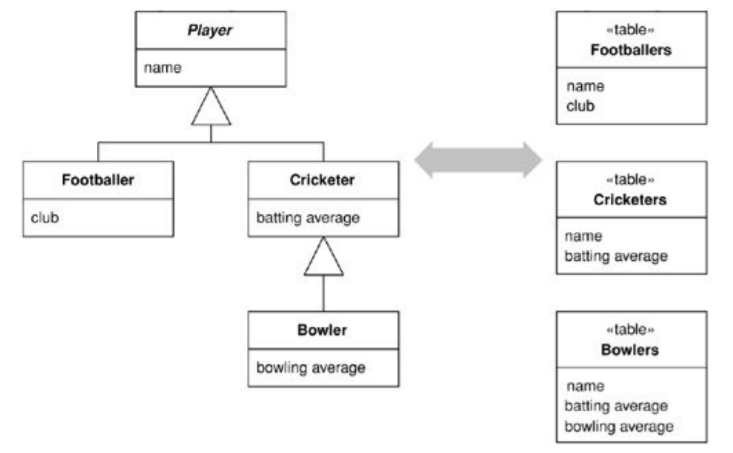 Player
name
Footballer
club
Cricketer
batting average
Bowler
bowling average
«table»
Footballers
name
club
«table»
Cricketers
name
batting average
«table»
Bowlers
name
batting average
bowling average